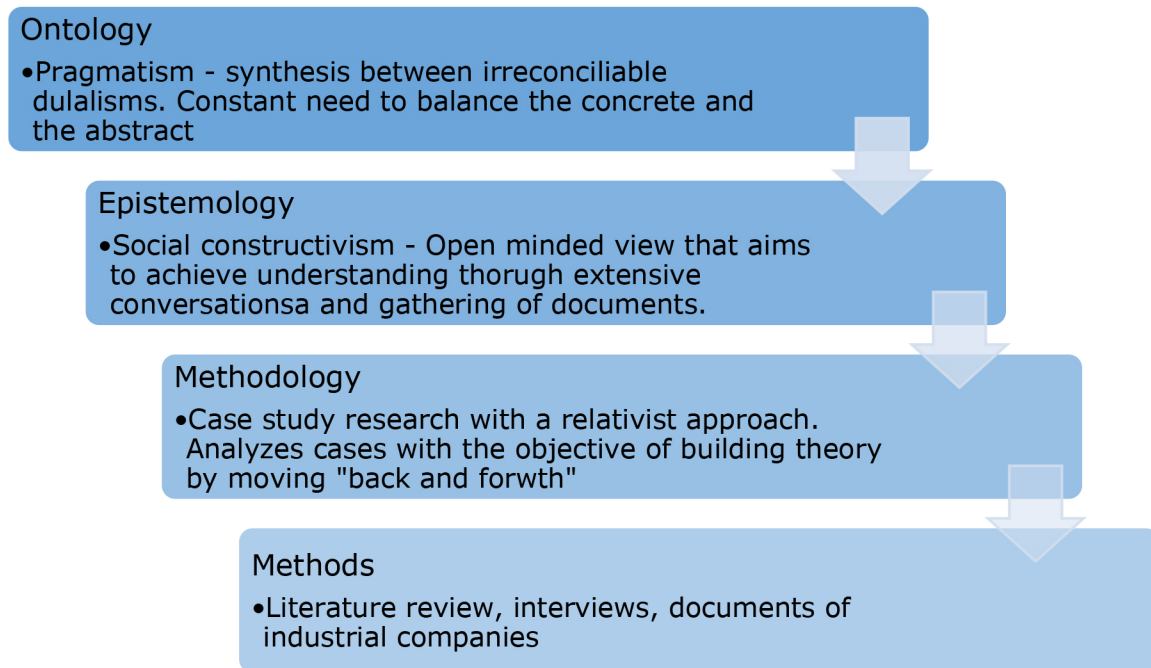 Ontology
•Pragmatism - synthesis between irreconciliable
dulalisms. Constant need to balance the concrete and
the abstract
Epistemology
•Social constructivism - Open minded view that aims
to achieve understanding thorugh extensive
conversationsa and gathering of documents.
Methodology
•Case study research with a relativist approach.
Analyzes cases with the objective of building theory
by moving "back and forwth"
Methods
•Literature review, interviews, documents of
industrial companies